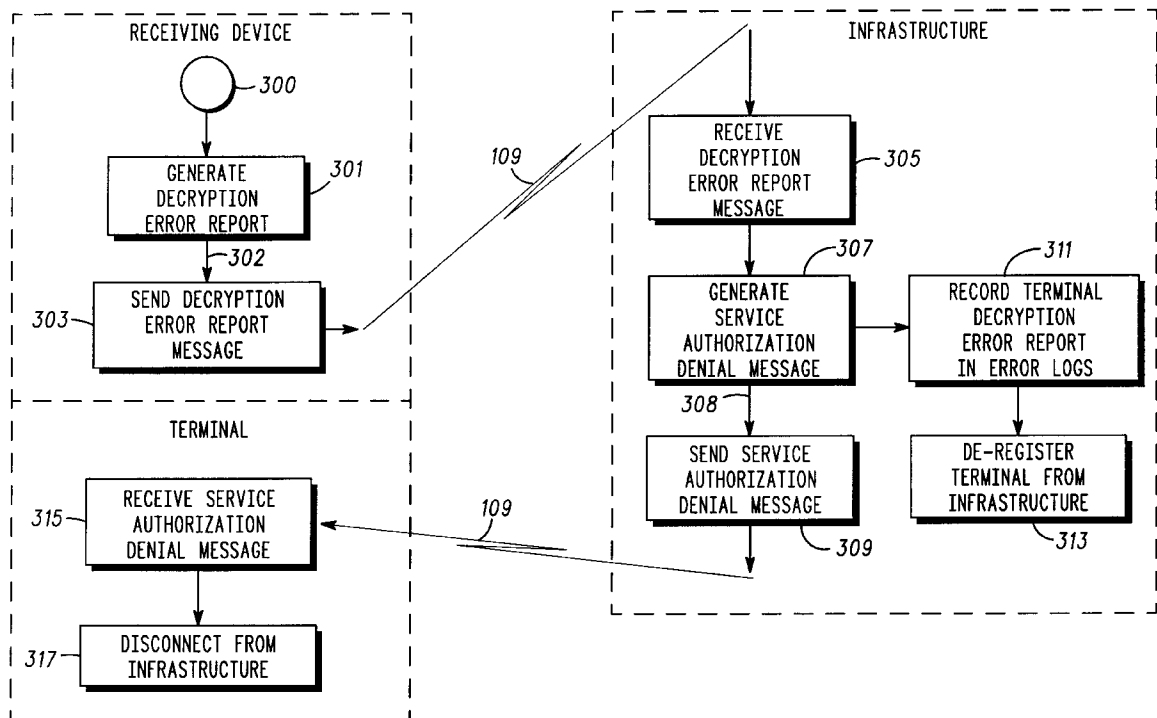 RECEIVING DEVICE
300
GENERATE
DECRYPTION
ERROR REPORT
301
302
SEND DECRYPTION
ERROR REPORT
MESSAGE
303
109
INFRASTRUCTURE
RECEIVE
DECRYPTION
ERROR REPORT
MESSAGE
305
307
GENERATE
SERVICE
AUTHORIZATION
DENIAL MESSAGE
311
RECORD TERMINAL
DECRYPTION
ERROR REPORT
IN ERROR LOGS
308
SEND SERVICE
AUTHORIZATION
DENIAL MESSAGE
309
DE-REGISTER
TERMINAL FROM
INFRASTRUCTURE
313
TERMINAL
109
315
RECEIVE SERVICE
AUTHORIZATION
DENIAL MESSAGE
317
DISCONNECT FROM
INFRASTRUCTURE